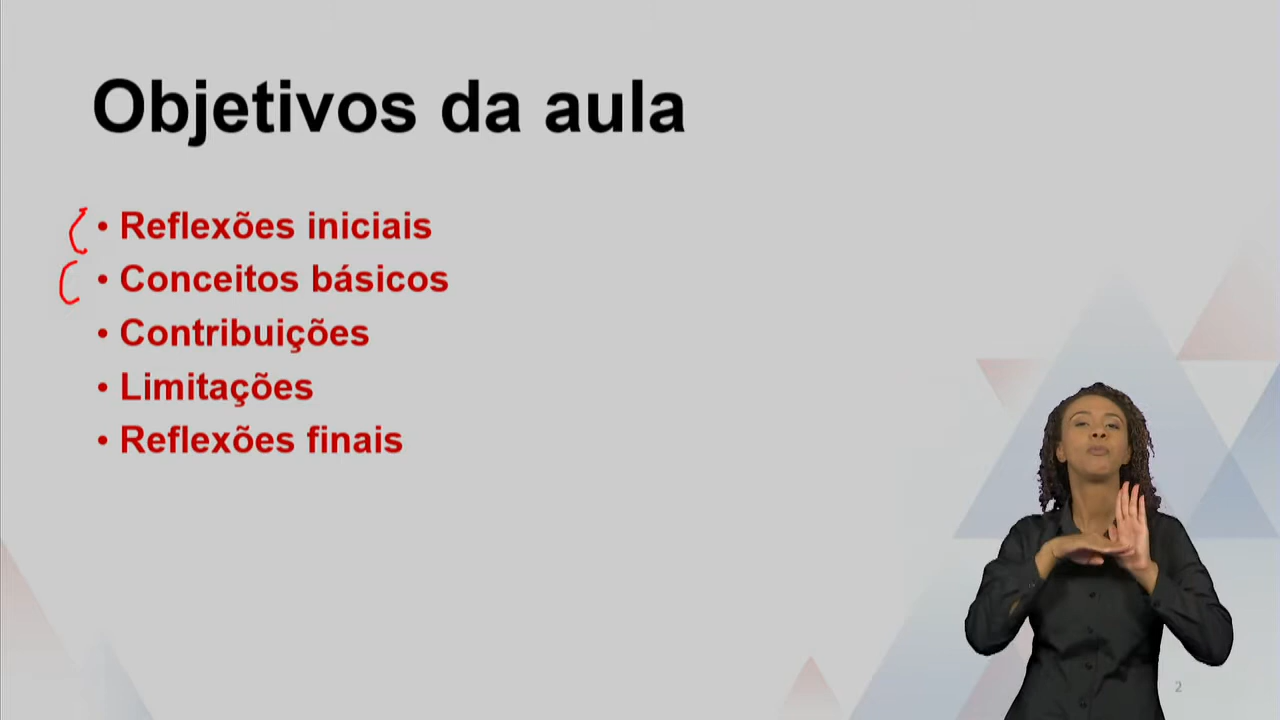 Objetivos da aula
• Reflexões iniciais
• Conceitos básicos
• Contribuições
• Limitações
• Reflexões finais
2